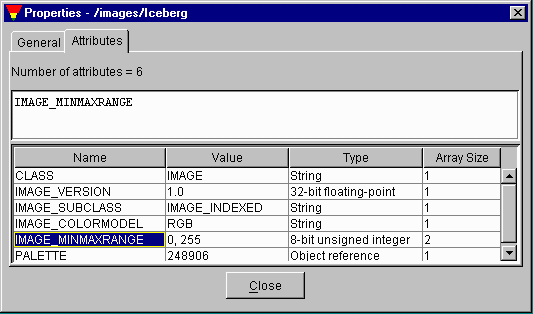 Properties - /images/Iceberg
General Attributes
Number of attributes = 6
IMAGE_MINMAXRANGE
Name Value Type Array Size
CLASS IMAGE String 1
IMAGE_VERSION 1.0 32-bit floating-point 1
IMAGE_SUBCLASS IMAGE_INDEXED String 1
IMAGE_COLORMODEL RGB String 1
IMAGE_MINMAXRANGE 0, 255 8-bit unsigned integer 2
PALETTE 248906 Object reference 1
Close